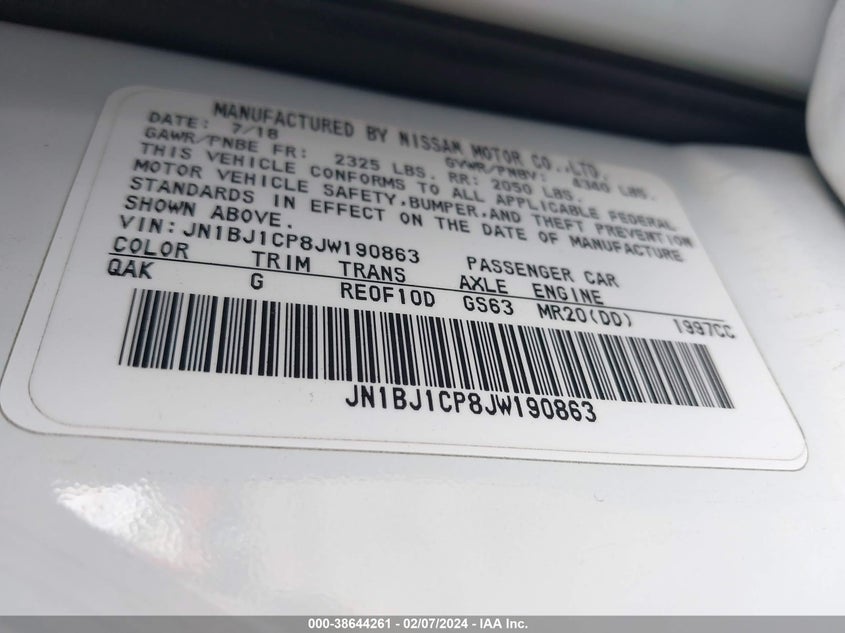 MANUFACTURED BY NISSAN MOTOR CO.,LTD.
DATE: 7/18 GVWR/PNBV: 4340 LBS.
GAWR/PNBE FR: 2325 LBS. RR: 2050 LBS.
THIS VEHICLE CONFORMS TO ALL APPLICABLE FEDERAL
MOTOR VEHICLE SAFETY,BUMPER,AND THEFT PREVENTION
STANDARDS IN EFFECT ON THE DATE OF MANUFACTURE
SHOWN ABOVE.
VIN:JN1BJ1CP8JW190863 PASSENGER CAR
COLOR TRIM TRANS AXLE ENGINE
QAK G RE0F10D GS63 MR20(DD) 1997CC
JN1BJ1CP8JW190863
000-38644261 - 02/07/2024 - IAA Inc.